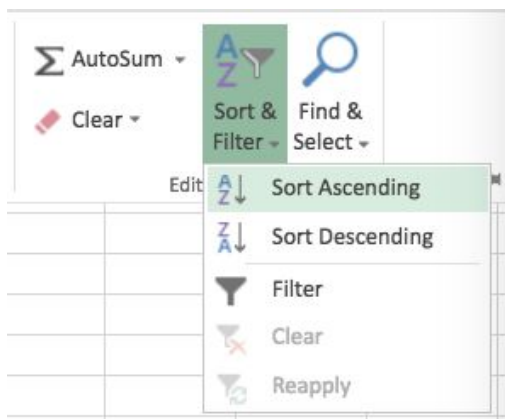 AutoSum
Clear
Sort & Filter
Find & Select
Edit
Sort Ascending
Sort Descending
Filter
Clear
Reapply